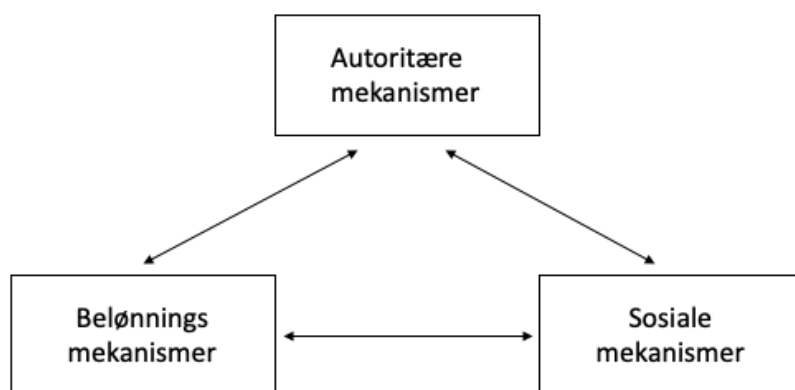 Autoritære
mekanismer
Belønnings
mekanismer
Sosiale
mekanismer